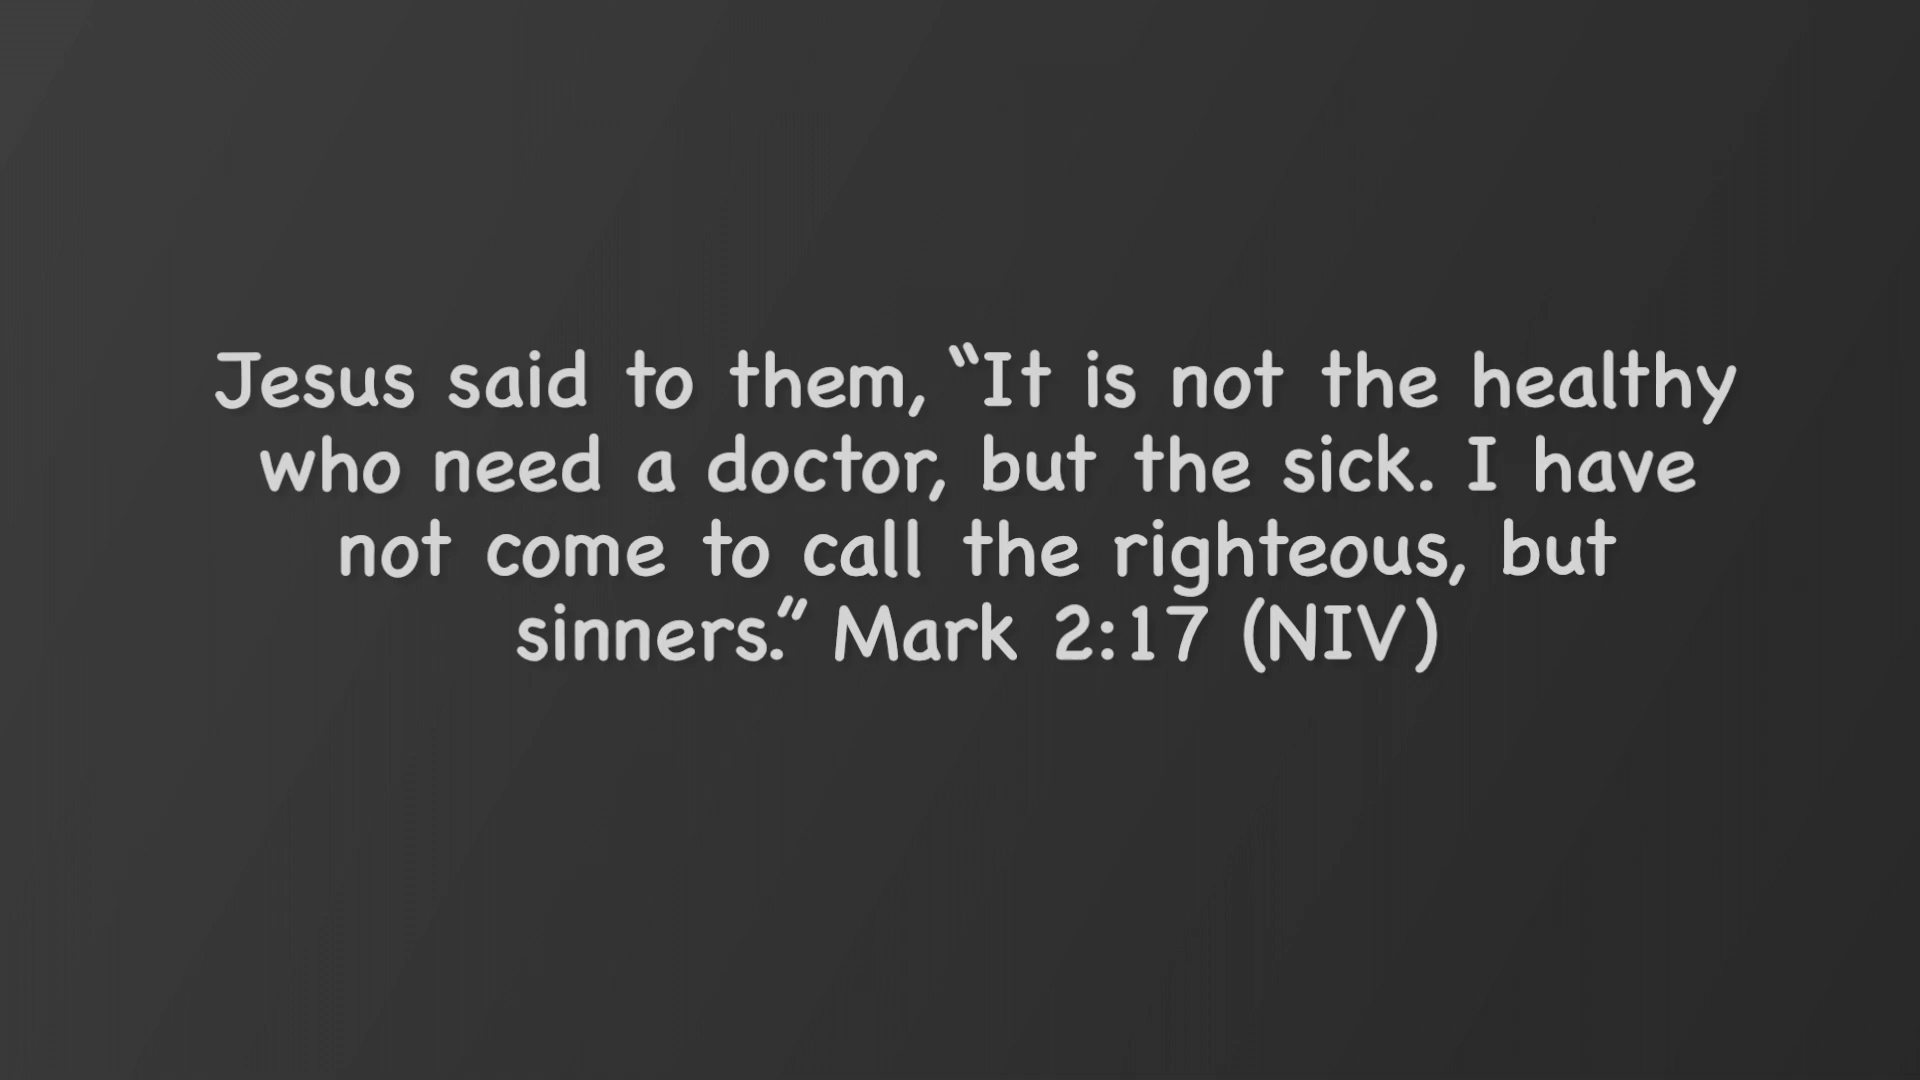 Jesus said to them, “It is not the healthy
who need a doctor, but the sick. I have
not come to call the righteous, but
sinners.” Mark 2:17 (NIV)